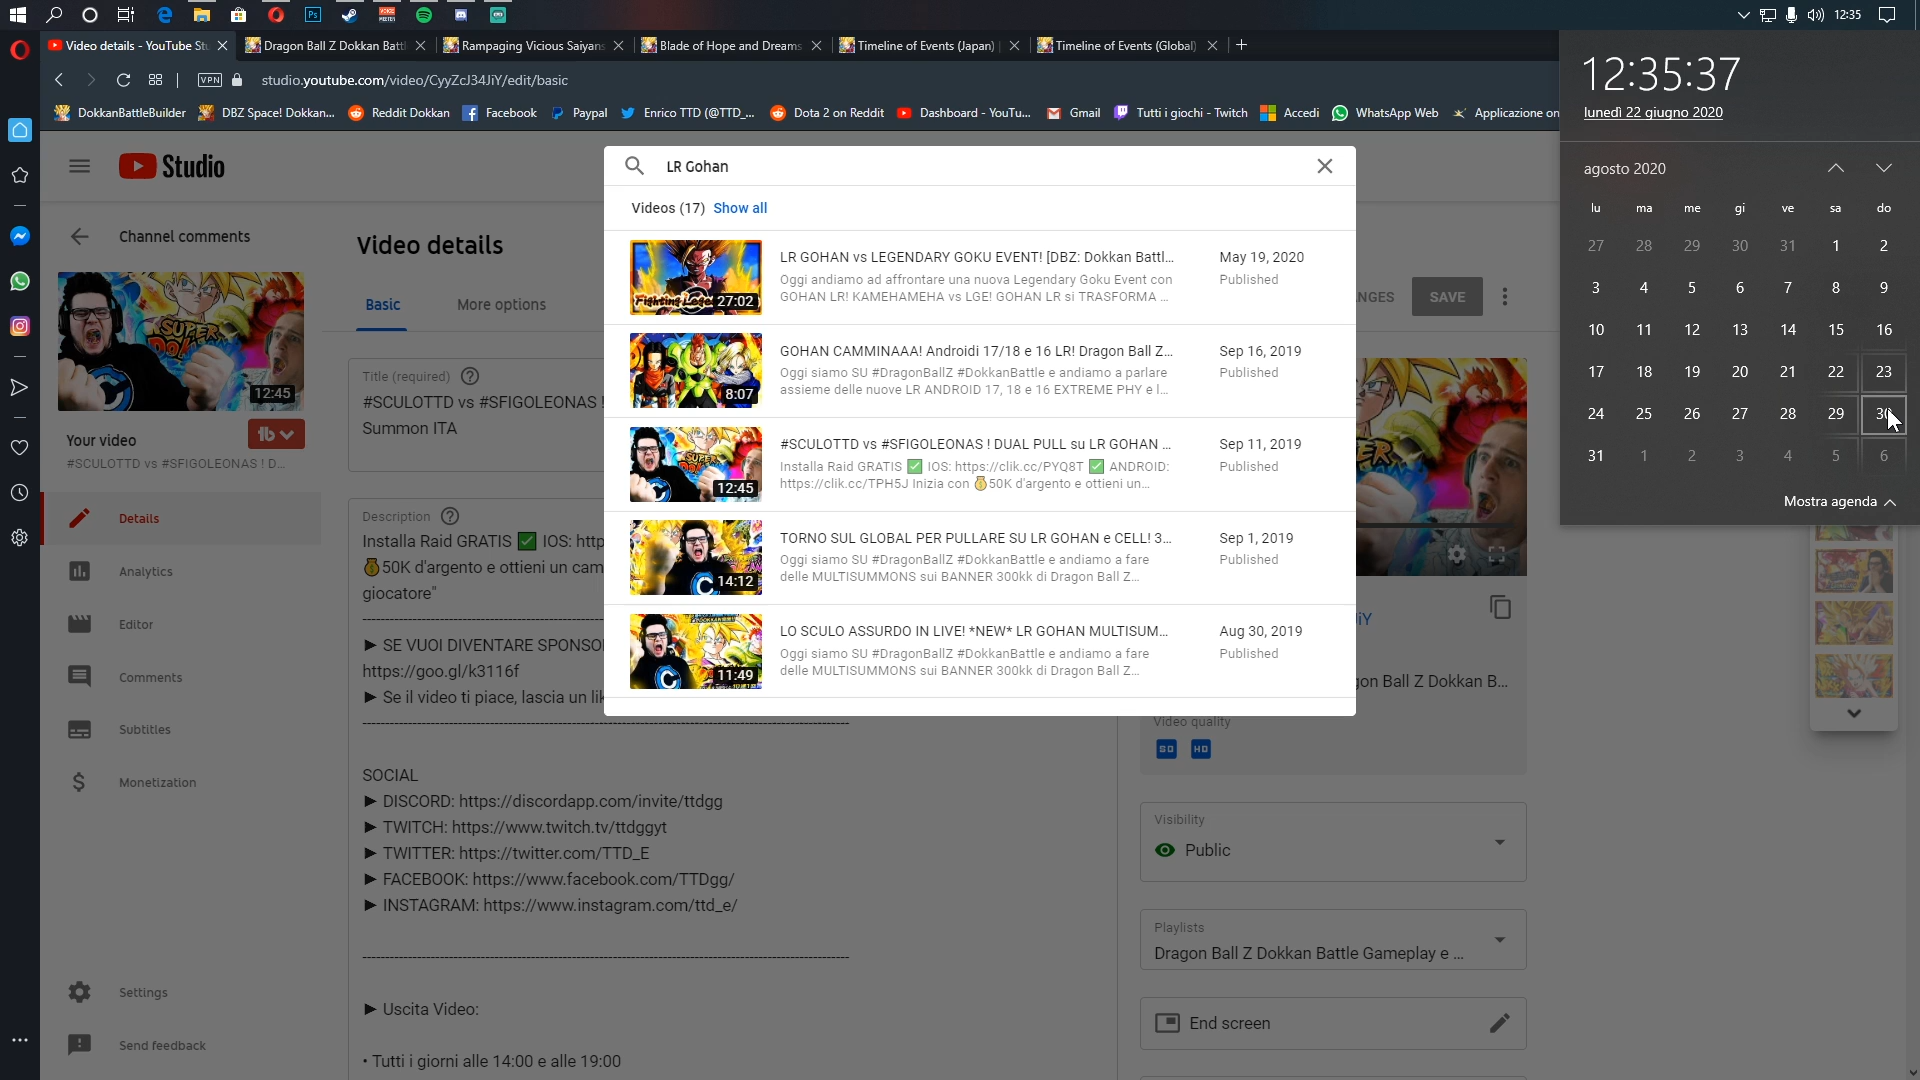 12:35
Video details - YouTube Stu
Dragon Ball Z Dokkan Battl
Rampaging Vicious Saiyans
Blade of Hope and Dreams
Timeline of Events (Japan)
Timeline of Events (Global)
VPN
studio.youtube.com/video/CyyZcJ34JiY/edit/basic
DokkanBattleBuilder
DBZ Space! Dokkan...
Reddit Dokkan
Facebook
Paypal
Enrico TTD (@TTD_...
Dota 2 on Reddit
Dashboard - YouTu...
Gmail
Tutti i giochi - Twitch
Accedi
WhatsApp Web
Applicazione on
12:35:37
lunedì 22 giugno 2020
agosto 2020
lu ma me gi ve sa do
27 28 29 30 31 1 2
3 4 5 6 7 8 9
10 11 12 13 14 15 16
17 18 19 20 21 22 23
24 25 26 27 28 29 30
31 1 2 3 4 5 6
Mostra agenda
Studio
Channel comments
12:45
Your video
#SCULOTTD vs #SFIGOLEONAS ! D...
Details
Analytics
Editor
Comments
Subtitles
Monetization
Settings
Send feedback
Video details
Basic
More options
NGES
SAVE
Title (required)
#SCULOTTD vs #SFIGOLEONAS !
Summon ITA
Description
Installa Raid GRATIS ✅ IOS: http
🥇50K d'argento e ottieni un cam
giocatore"
► SE VUOI DIVENTARE SPONSO
https://goo.gl/k3116f
► Se il video ti piace, lascia un lik
SOCIAL
► DISCORD: https://discordapp.com/invite/ttdgg
► TWITCH: https://www.twitch.tv/ttdggyt
► TWITTER: https://twitter.com/TTD_E
► FACEBOOK: https://www.facebook.com/TTDgg/
► INSTAGRAM: https://www.instagram.com/ttd_e/
► Uscita Video:
• Tutti i giorni alle 14:00 e alle 19:00
LR Gohan
Videos (17) Show all
27:02
LR GOHAN vs LEGENDARY GOKU EVENT! [DBZ: Dokkan Battl...
May 19, 2020
Oggi andiamo ad affrontare una nuova Legendary Goku Event con
Published
GOHAN LR! KAMEHAMEHA vs LGE! GOHAN LR si TRASFORMA ...
8:07
GOHAN CAMMINAAA! Androidi 17/18 e 16 LR! Dragon Ball Z...
Sep 16, 2019
Oggi siamo SU #DragonBallZ #DokkanBattle e andiamo a parlare
Published
assieme delle nuove LR ANDROID 17, 18 e 16 EXTREME PHY e l...
12:45
#SCULOTTD vs #SFIGOLEONAS ! DUAL PULL su LR GOHAN ...
Sep 11, 2019
Installa Raid GRATIS ✅ IOS: https://clik.cc/PYQ8T ✅ ANDROID:
Published
https://clik.cc/TPH5J Inizia con 🥇50K d'argento e ottieni un...
14:12
TORNO SUL GLOBAL PER PULLARE SU LR GOHAN e CELL! 3...
Sep 1, 2019
Oggi siamo SU #DragonBallZ #DokkanBattle e andiamo a fare
Published
delle MULTISUMMONS sui BANNER 300kk di Dragon Ball Z...
11:49
LO SCULO ASSURDO IN LIVE! *NEW* LR GOHAN MULTISUM...
Aug 30, 2019
Oggi siamo SU #DragonBallZ #DokkanBattle e andiamo a fare
Published
delle MULTISUMMONS sui BANNER 300kk di Dragon Ball Z...
JiY
gon Ball Z Dokkan B...
Video quality
SD HD
Visibility
Public
Playlists
Dragon Ball Z Dokkan Battle Gameplay e ...
End screen